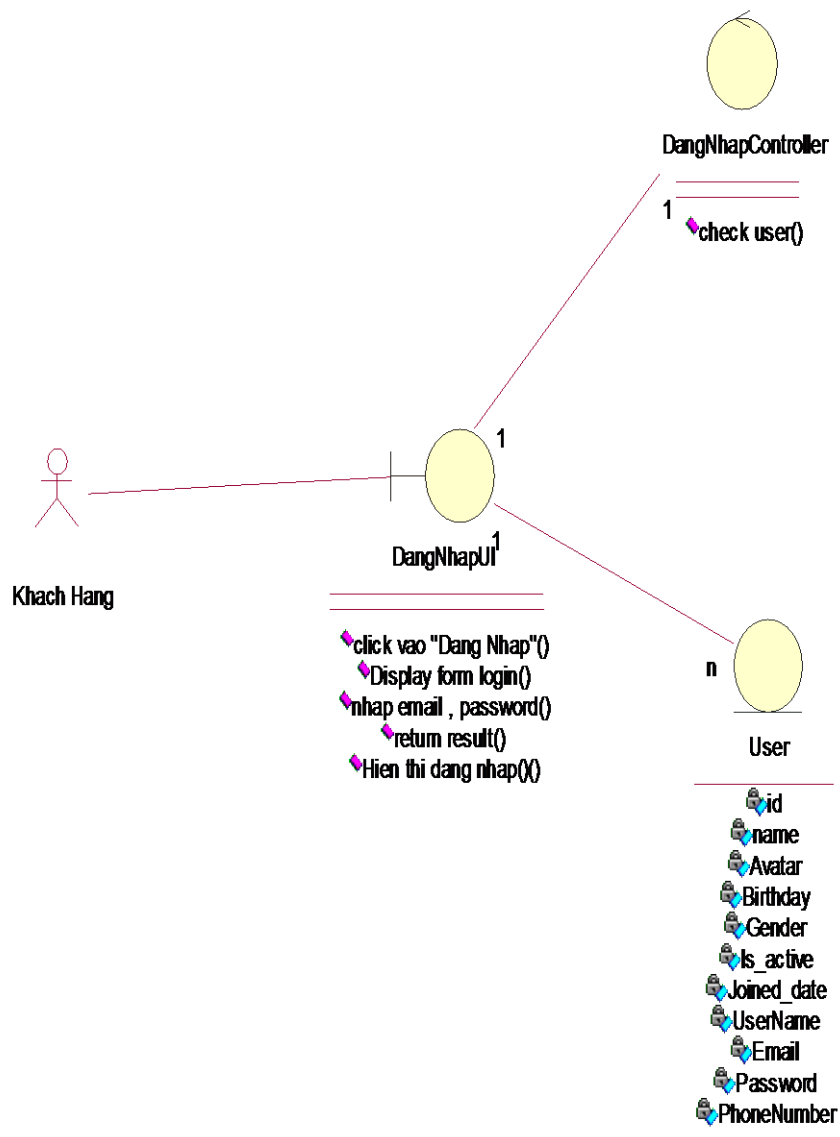 DangNhapController
1
check user()
1
1
DangNhapUI
Khach Hang
click vao "Dang Nhap"()
Display form login()
nhap email , password()
return result()
Hien thi dang nhap()()
n
User
id
name
Avatar
Birthday
Gender
Is_active
Joined_date
UserName
Email
Password
PhoneNumber